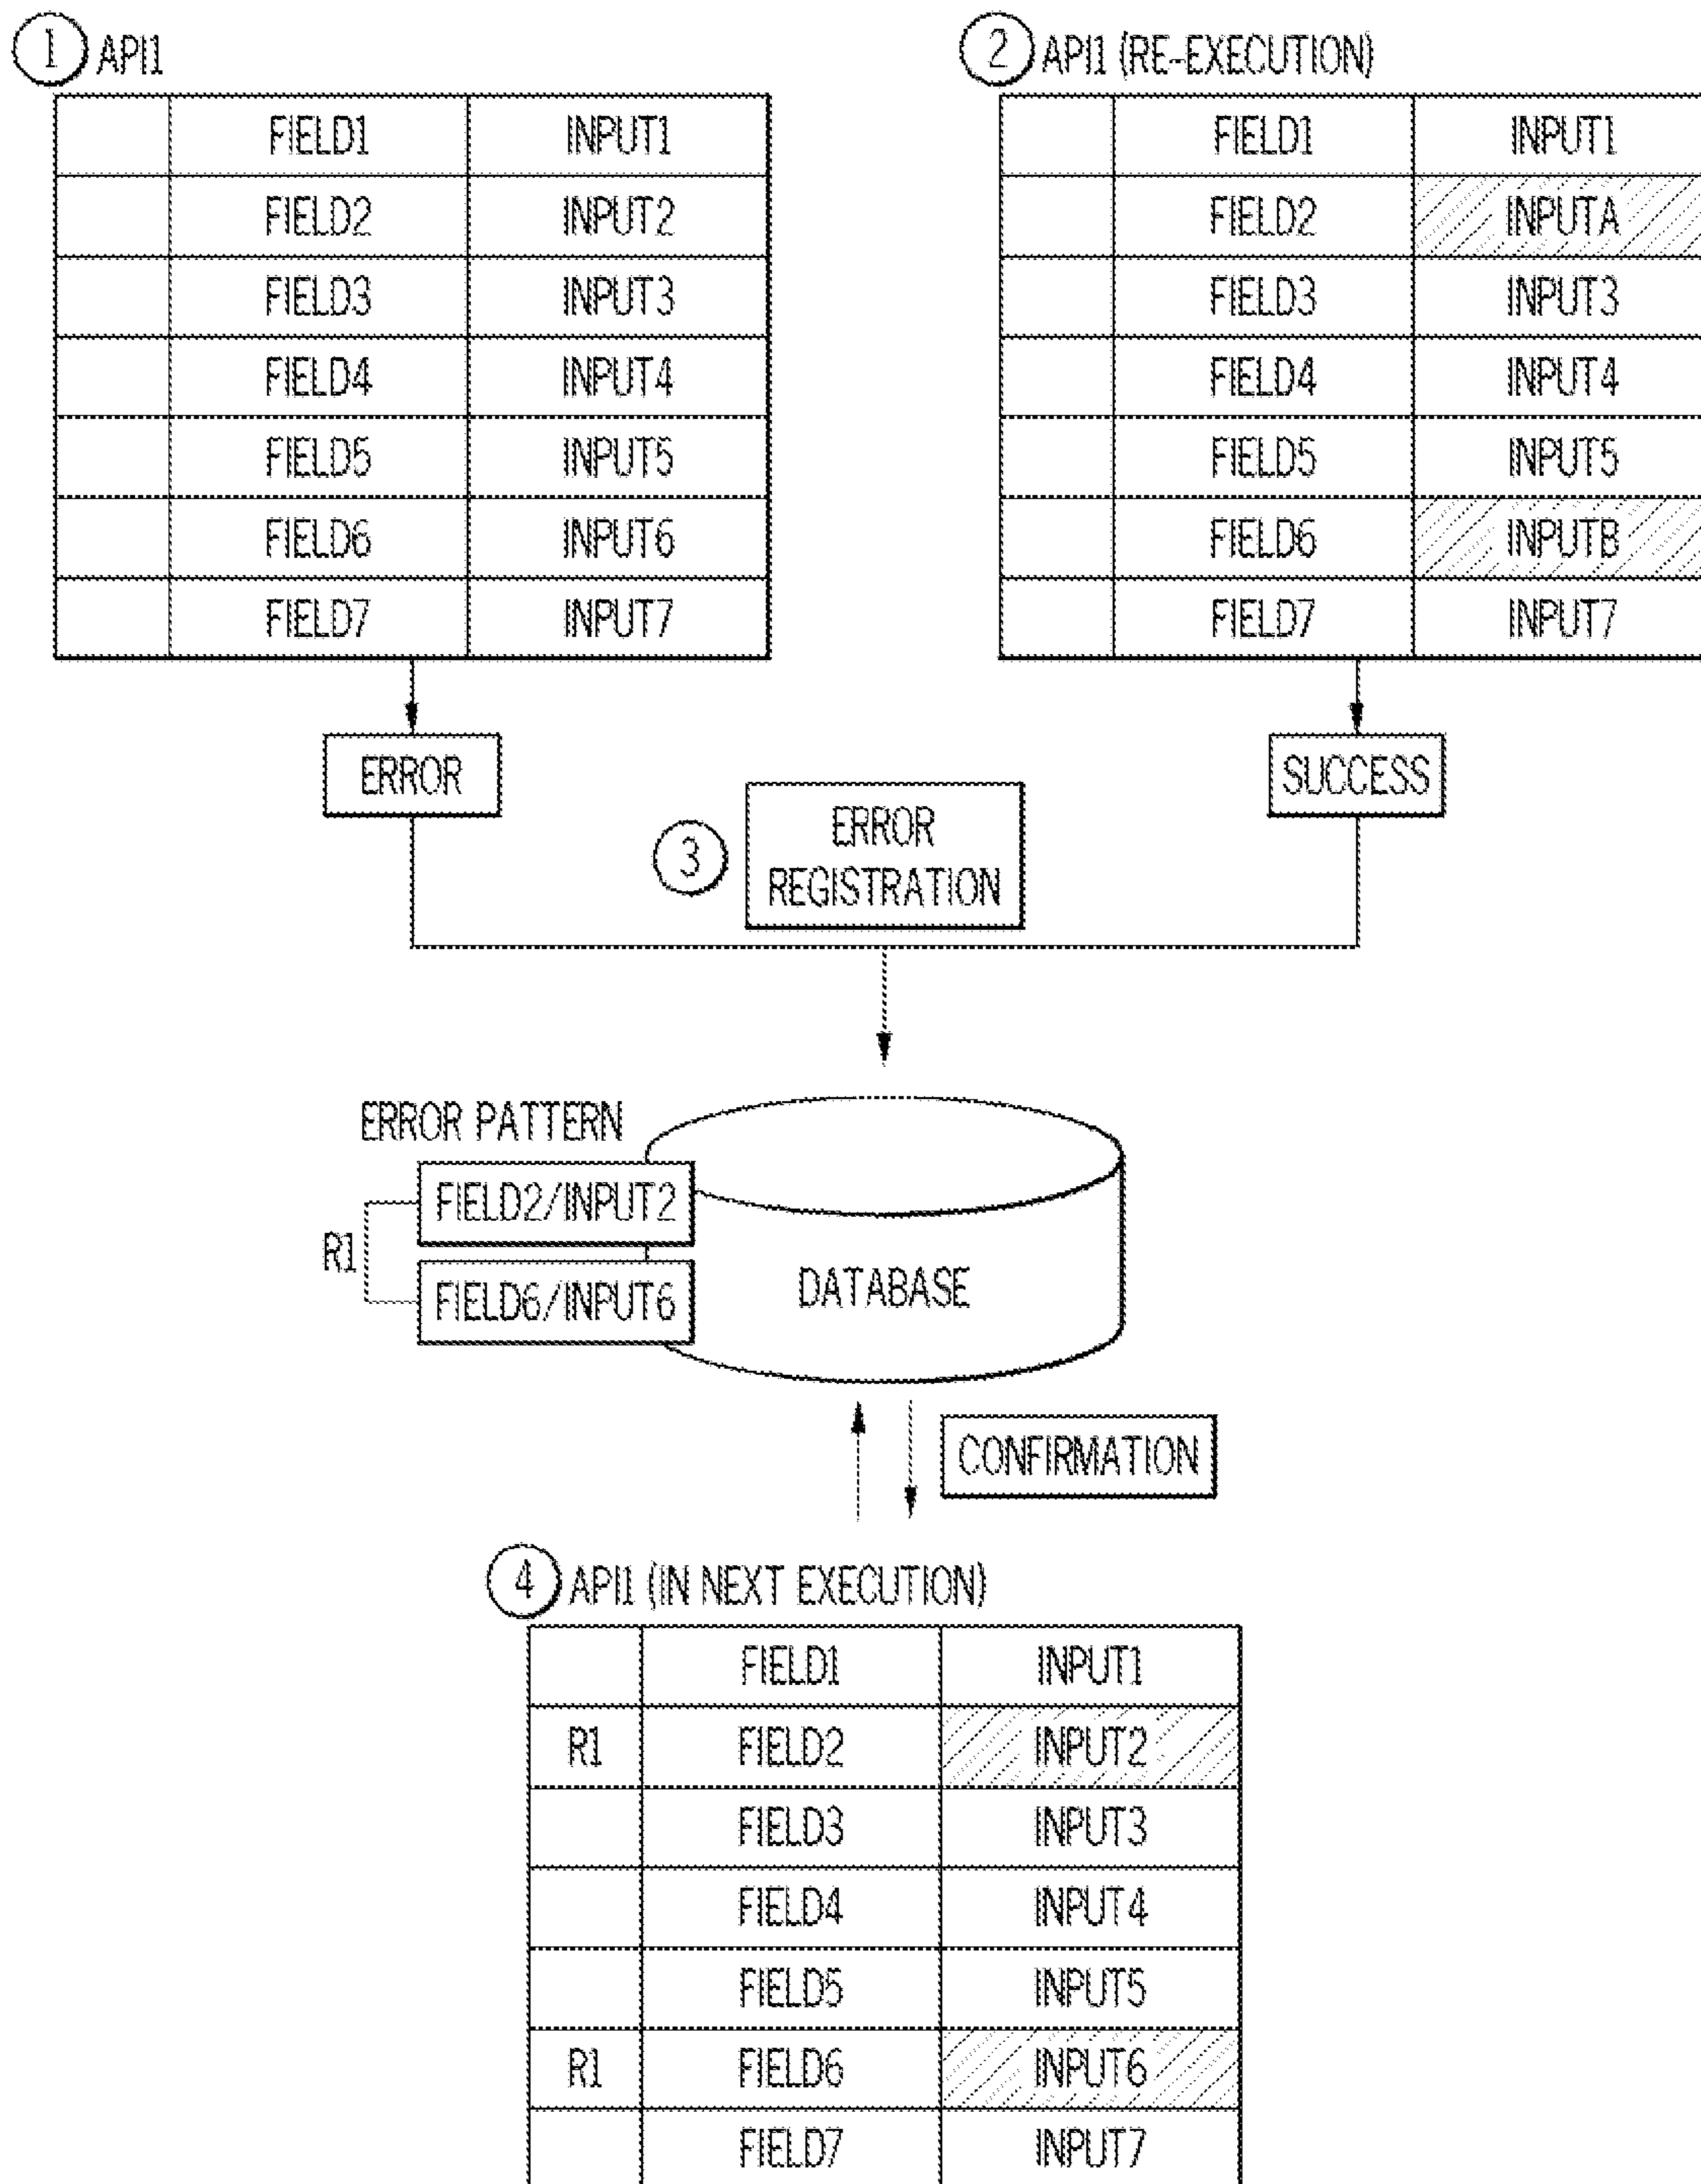 1 API1
FIELD1 INPUT1
FIELD2 INPUT2
FIELD3 INPUT3
FIELD4 INPUT4
FIELD5 INPUT5
FIELD6 INPUT6
FIELD7 INPUT7
ERROR
2 API1 (RE-EXECUTION)
FIELD1 INPUT1
FIELD2 INPUTA
FIELD3 INPUT3
FIELD4 INPUT4
FIELD5 INPUT5
FIELD6 INPUTB
FIELD7 INPUT7
SUCCESS
3
ERROR
REGISTRATION
ERROR PATTERN
FIELD2/INPUT2
R1
FIELD6/INPUT6
DATABASE
CONFIRMATION
4 API1 (IN NEXT EXECUTION)
FIELD1 INPUT1
R1 FIELD2 INPUT2
FIELD3 INPUT3
FIELD4 INPUT4
FIELD5 INPUT5
R1 FIELD6 INPUT6
FIELD7 INPUT7